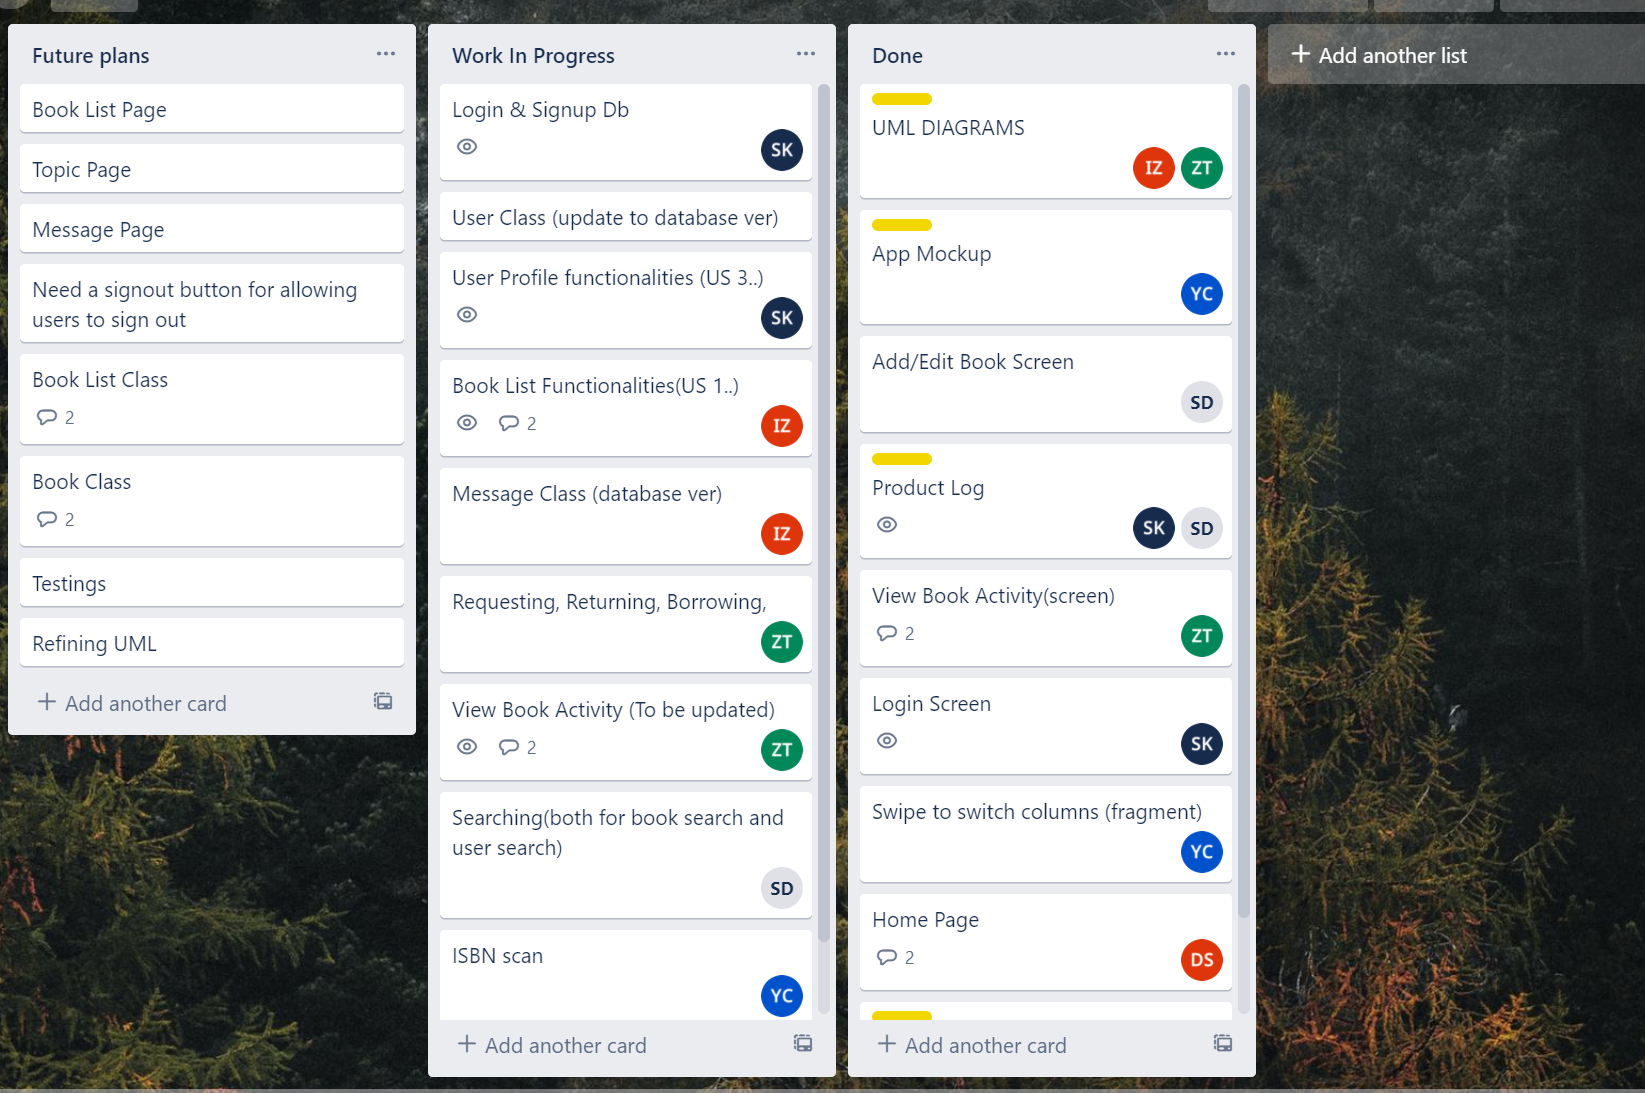 Future plans
Book List Page
Topic Page
Message Page
Need a signout button for allowing
users to sign out
Book List Class
2
Book Class
2
Testings
Refining UML
Add another card
Work In Progress
Login & Signup Db
SK
User Class (update to database ver)
User Profile functionalities (US 3..)
SK
Book List Functionalities(US 1..)
2
IZ
Message Class (database ver)
IZ
Requesting, Returning, Borrowing,
ZT
View Book Activity (To be updated)
2
ZT
Searching(both for book search and
user search)
SD
ISBN scan
YC
Add another card
Done
UML DIAGRAMS
IZ ZT
App Mockup
YC
Add/Edit Book Screen
SD
Product Log
SK SD
View Book Activity(screen)
2
ZT
Login Screen
SK
Swipe to switch columns (fragment)
YC
Home Page
2
DS
Add another card
Add another list